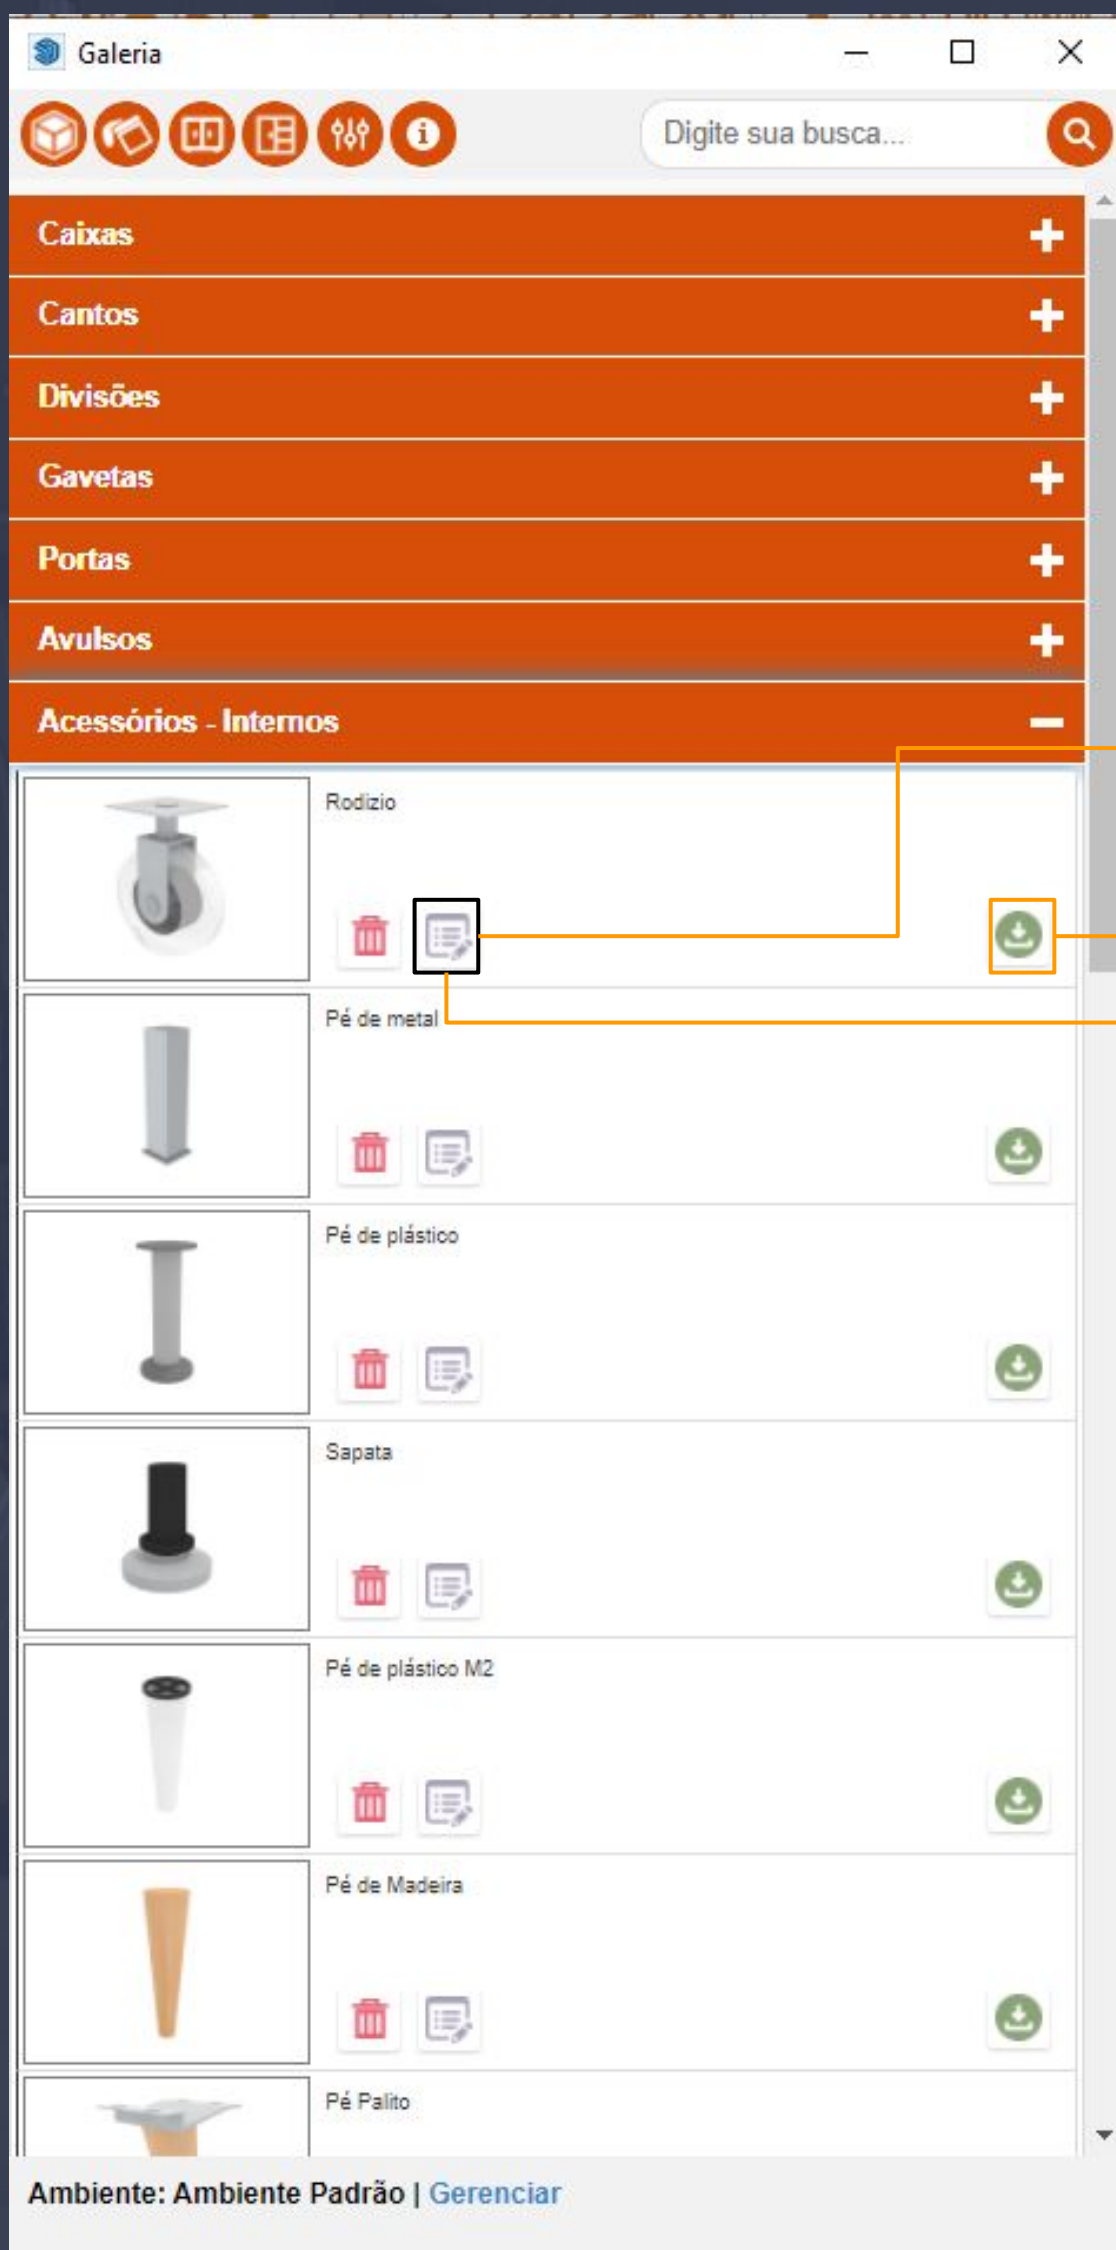 Galeria
Digite sua busca...
Caixas
Cantos
Divisões
Gavetas
Portas
Avulsos
Acessórios - Internos
Rodizio
Pé de metal
Pé de plástico
Sapata
Pé de plástico M2
Pé de Madeira
Pé Palito
Ambiente: Ambiente Padrão | Gerenciar